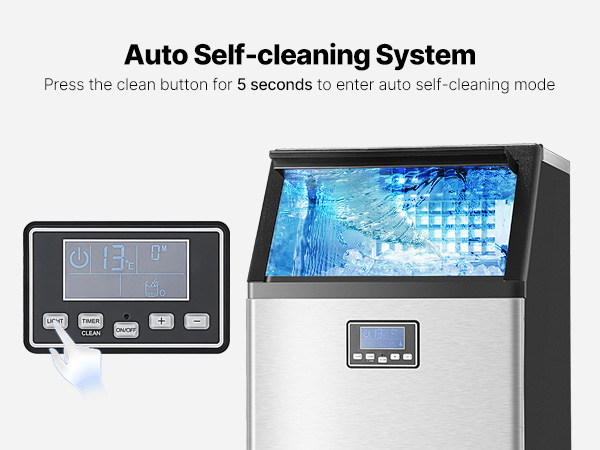 Auto Self-cleaning System
Press the clean button for 5 seconds to enter auto self-cleaning mode
13°C 0M
LIGHT TIMER ON/OFF + −
CLEAN